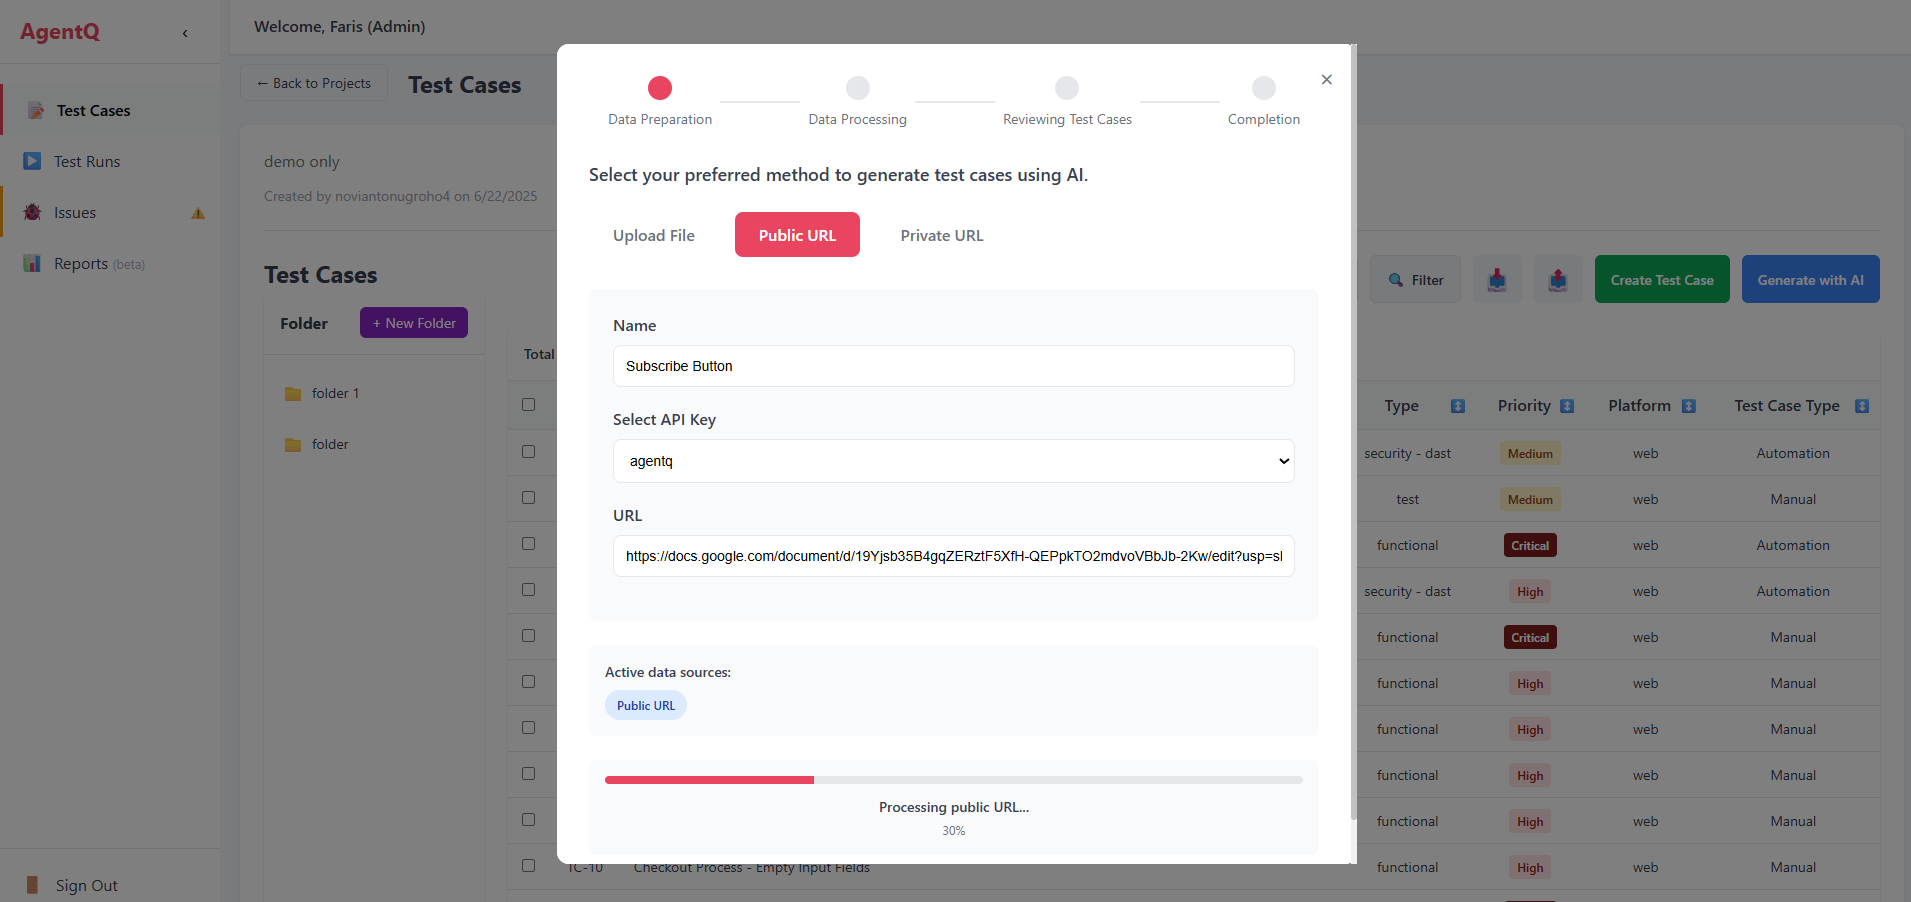 AgentQ
‹
Welcome, Faris (Admin)
Test Cases
Test Runs
Issues
Reports (beta)
Sign Out
← Back to Projects
Test Cases
demo only
Created by noviantonugroho4 on 6/22/2025
Test Cases
Filter
Create Test Case
Generate with AI
Folder
+ New Folder
folder 1
folder
Total
Type Priority Platform Test Case Type
security - dast Medium web Automation
test Medium web Manual
functional Critical web Automation
security - dast High web Automation
functional Critical web Manual
functional High web Manual
functional High web Manual
functional High web Manual
functional High web Manual
TC-10 Checkout Process - Empty Input Fields functional High web Manual
×
Data Preparation
Data Processing
Reviewing Test Cases
Completion
Select your preferred method to generate test cases using AI.
Upload File
Public URL
Private URL
Name
Subscribe Button
Select API Key
agentq
URL
https://docs.google.com/document/d/19Yjsb35B4gqZERztF5XfH-QEPpkTO2mdvoVBbJb-2Kw/edit?usp=sl
Active data sources:
Public URL
Processing public URL...
30%